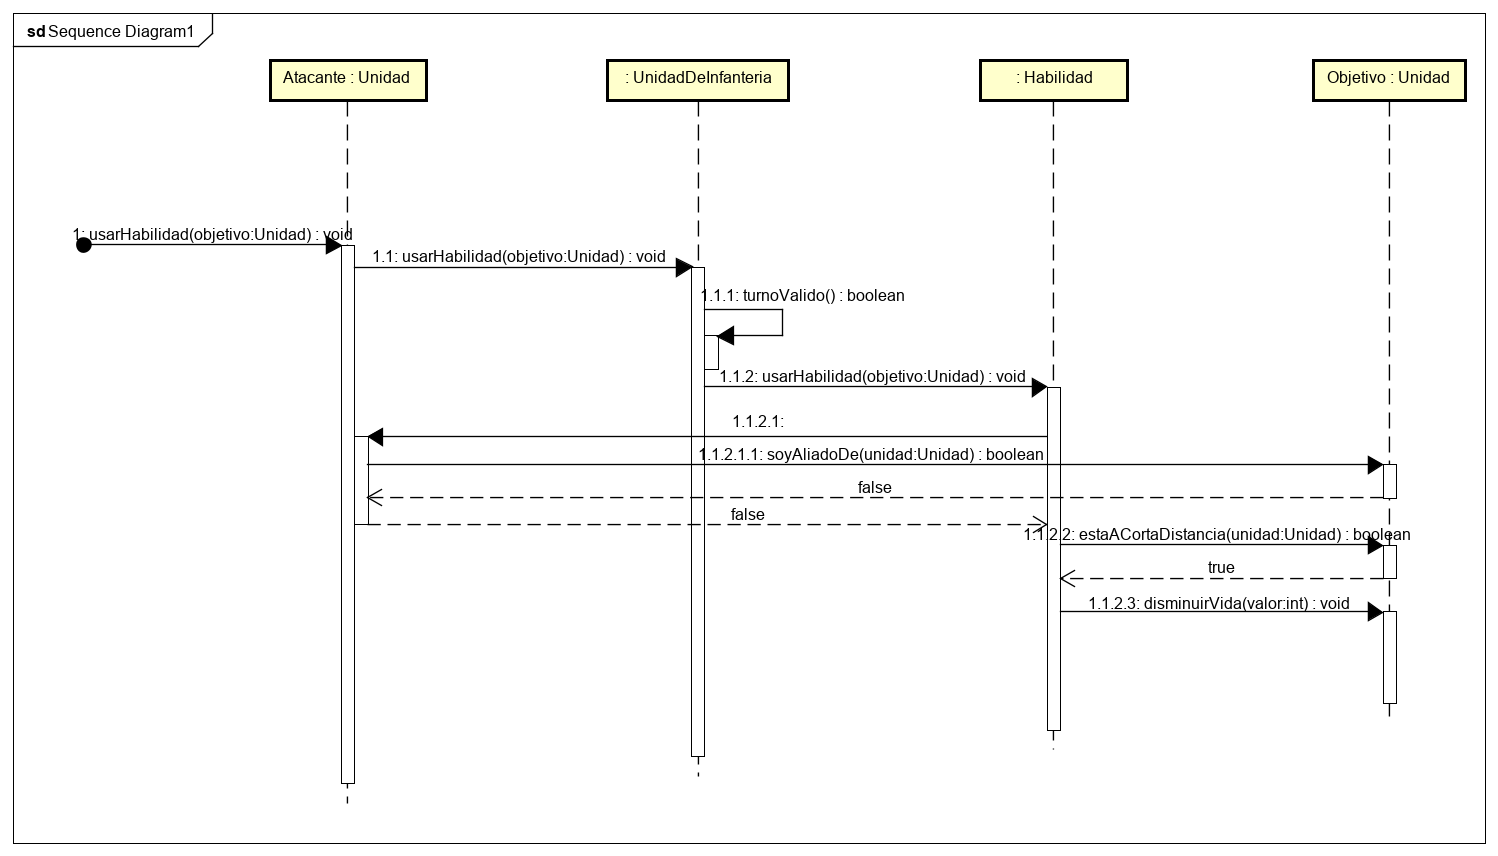 sd Sequence Diagram1
Atacante : Unidad
: UnidadDeInfanteria
: Habilidad
Objetivo : Unidad
1: usarHabilidad(objetivo:Unidad) : void
1.1: usarHabilidad(objetivo:Unidad) : void
1.1.1: turnoValido() : boolean
1.1.2: usarHabilidad(objetivo:Unidad) : void
1.1.2.1:
1.1.2.1.1: soyAliadoDe(unidad:Unidad) : boolean
false
false
1.1.2.2: estaACortaDistancia(unidad:Unidad) : boolean
true
1.1.2.3: disminuirVida(valor:int) : void